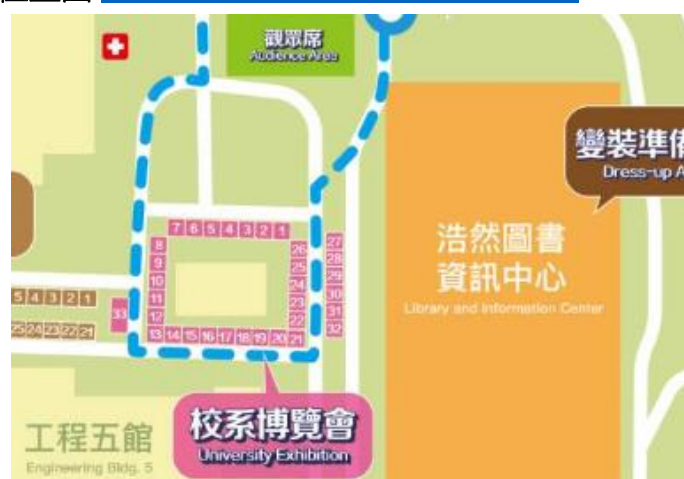 觀眾席
Audience Area
變裝準
Dress-up A
7 6 5 4 3 2 1
8
9
10
11
12
13 14 15 16 17 18 19 20 21
26
25
24
23
22
27
28
29
30
31
32
33
5 4 3 2 1
25 24 23 22 21
浩然圖書
資訊中心
Library and Information Center
校系博覽會
University Exhibition
工程五館
Engineering Bldg. 5